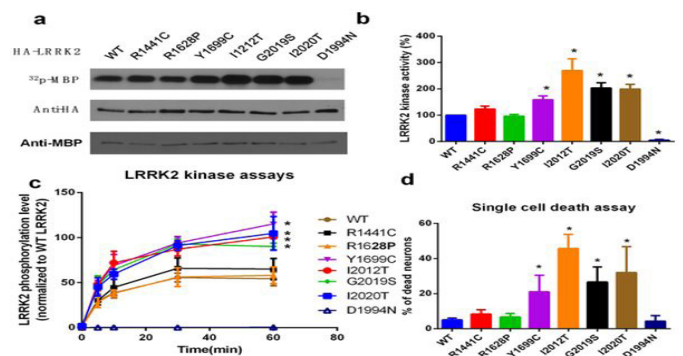 a
HA-LRRK2
WT
R1441C
R1628P
Y1699C
I1212T
G2019S
I2020T
D1994N
32p-MBP
Anti-HA
Anti-MBP
b
LRRK2 kinase activity (%)
400
300
200
100
0
*
*
*
*
*
WT
R1441C
R1628P
Y1699C
I2012T
G2019S
I2020T
D1994N
c
LRRK2 kinase assays
LRRK2 phosphorylation level
(normalized to WT LRRK2)
150
100
50
0
0
20
40
60
80
Time(min)
*
*
*
*
WT
R1441C
R1628P
Y1699C
I2012T
G2019S
I2020T
D1994N
d
Single cell death assay
% of dead neurons
60
40
20
0
*
*
*
*
WT
R1441C
R1628P
Y1699C
I2012T
G2019S
I2020T
D1994N